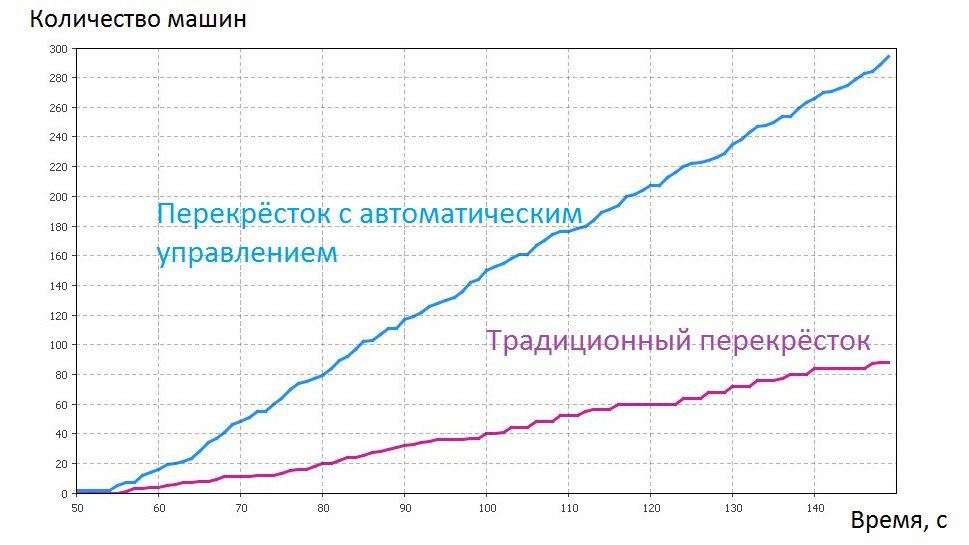 Количество машин
300
280
260
240
220
200
180
160
140
120
100
80
60
40
20
0
Перекрёсток с автоматическим
управлением
Традиционный перекрёсток
50 60 70 80 90 100 110 120 130 140
Время, с